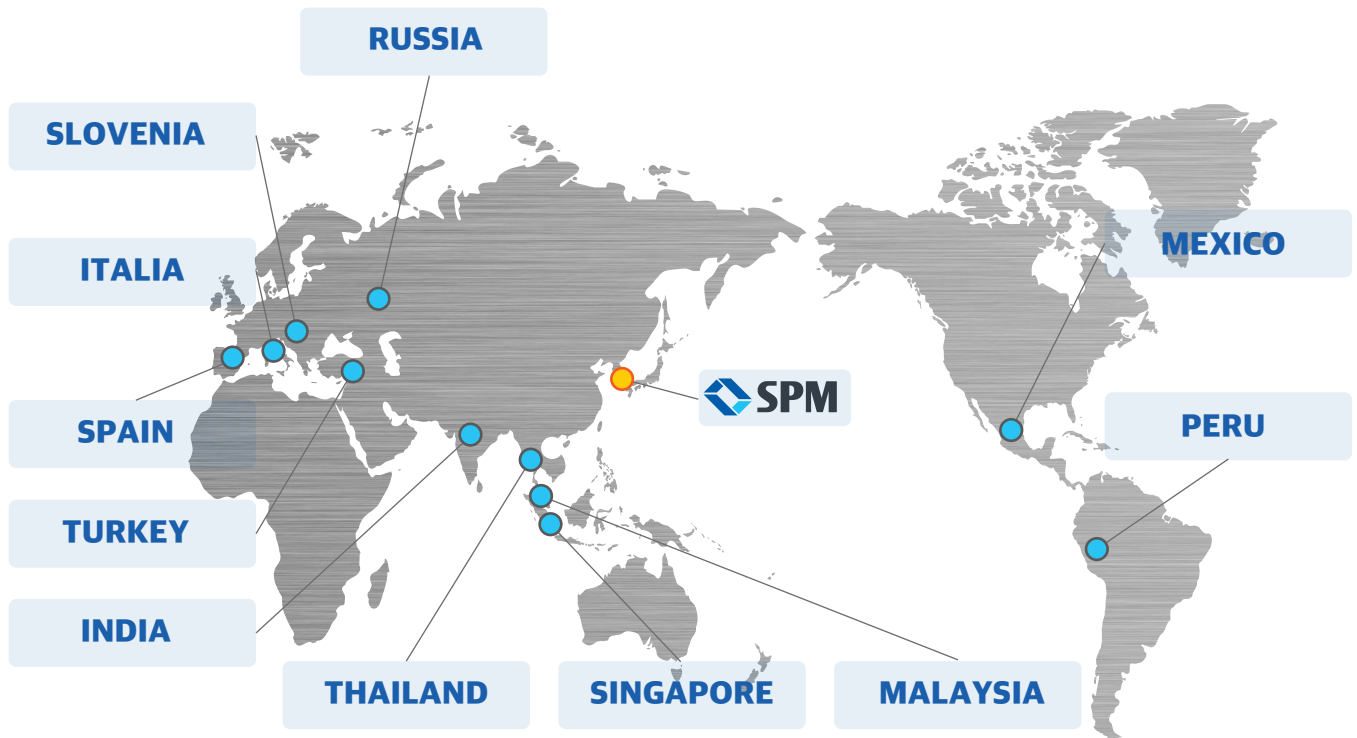 RUSSIA
SLOVENIA
ITALIA
MEXICO
SPM
SPAIN
PERU
TURKEY
INDIA
THAILAND
SINGAPORE
MALAYSIA